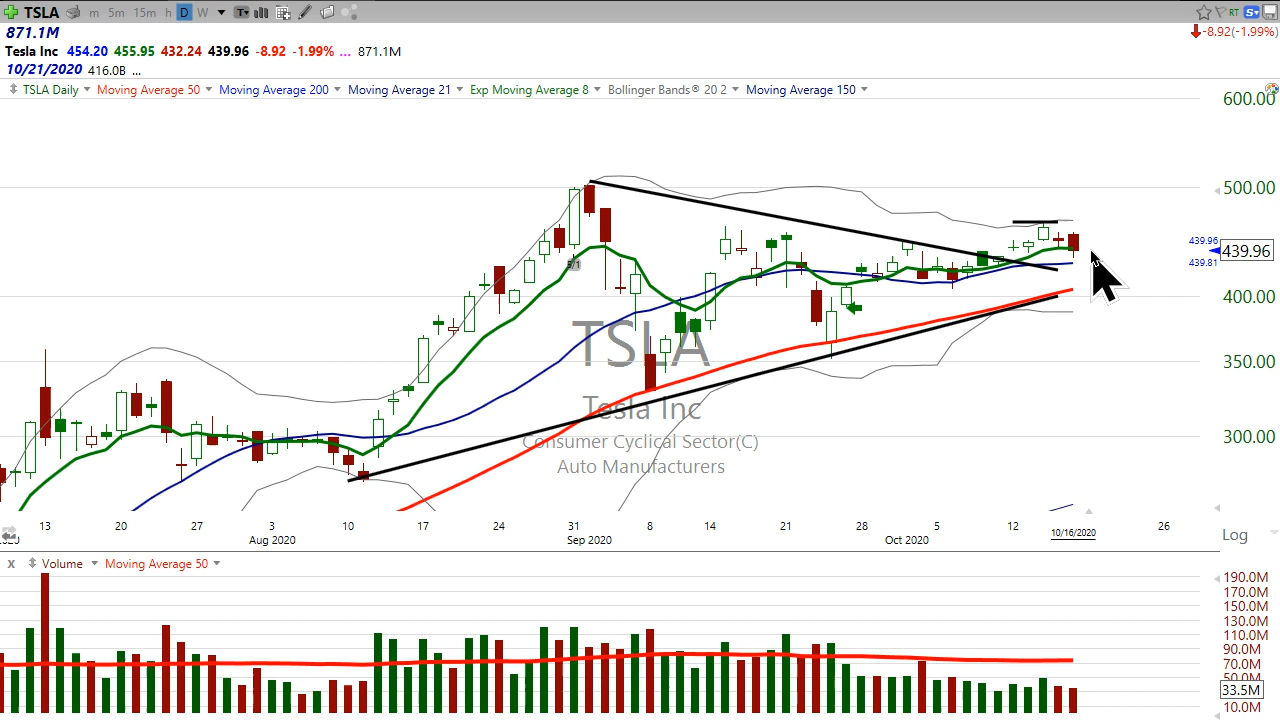 TSLA m 5m 15m h D W T RT S
871.1M
-8.92(-1.99%)
Tesla Inc 454.20 455.95 432.24 439.96 -8.92 -1.99% ... 871.1M
10/21/2020 416.0B ...
TSLA Daily Moving Average 50 Moving Average 200 Moving Average 21 Exp Moving Average 8 Bollinger Bands® 20 2 Moving Average 150
600.00
500.00
439.96
439.96
439.81
400.00
350.00
300.00
5/1
TSLA
Tesla Inc
Consumer Cyclical Sector(C)
Auto Manufacturers
13 20 27 3 10 17 24 31 8 14 21 28 5 12 10/16/2020 26
Aug 2020 Sep 2020 Oct 2020
Log
X Volume Moving Average 50
190.0M
170.0M
150.0M
130.0M
110.0M
90.0M
70.0M
50.0M
33.5M
10.0M